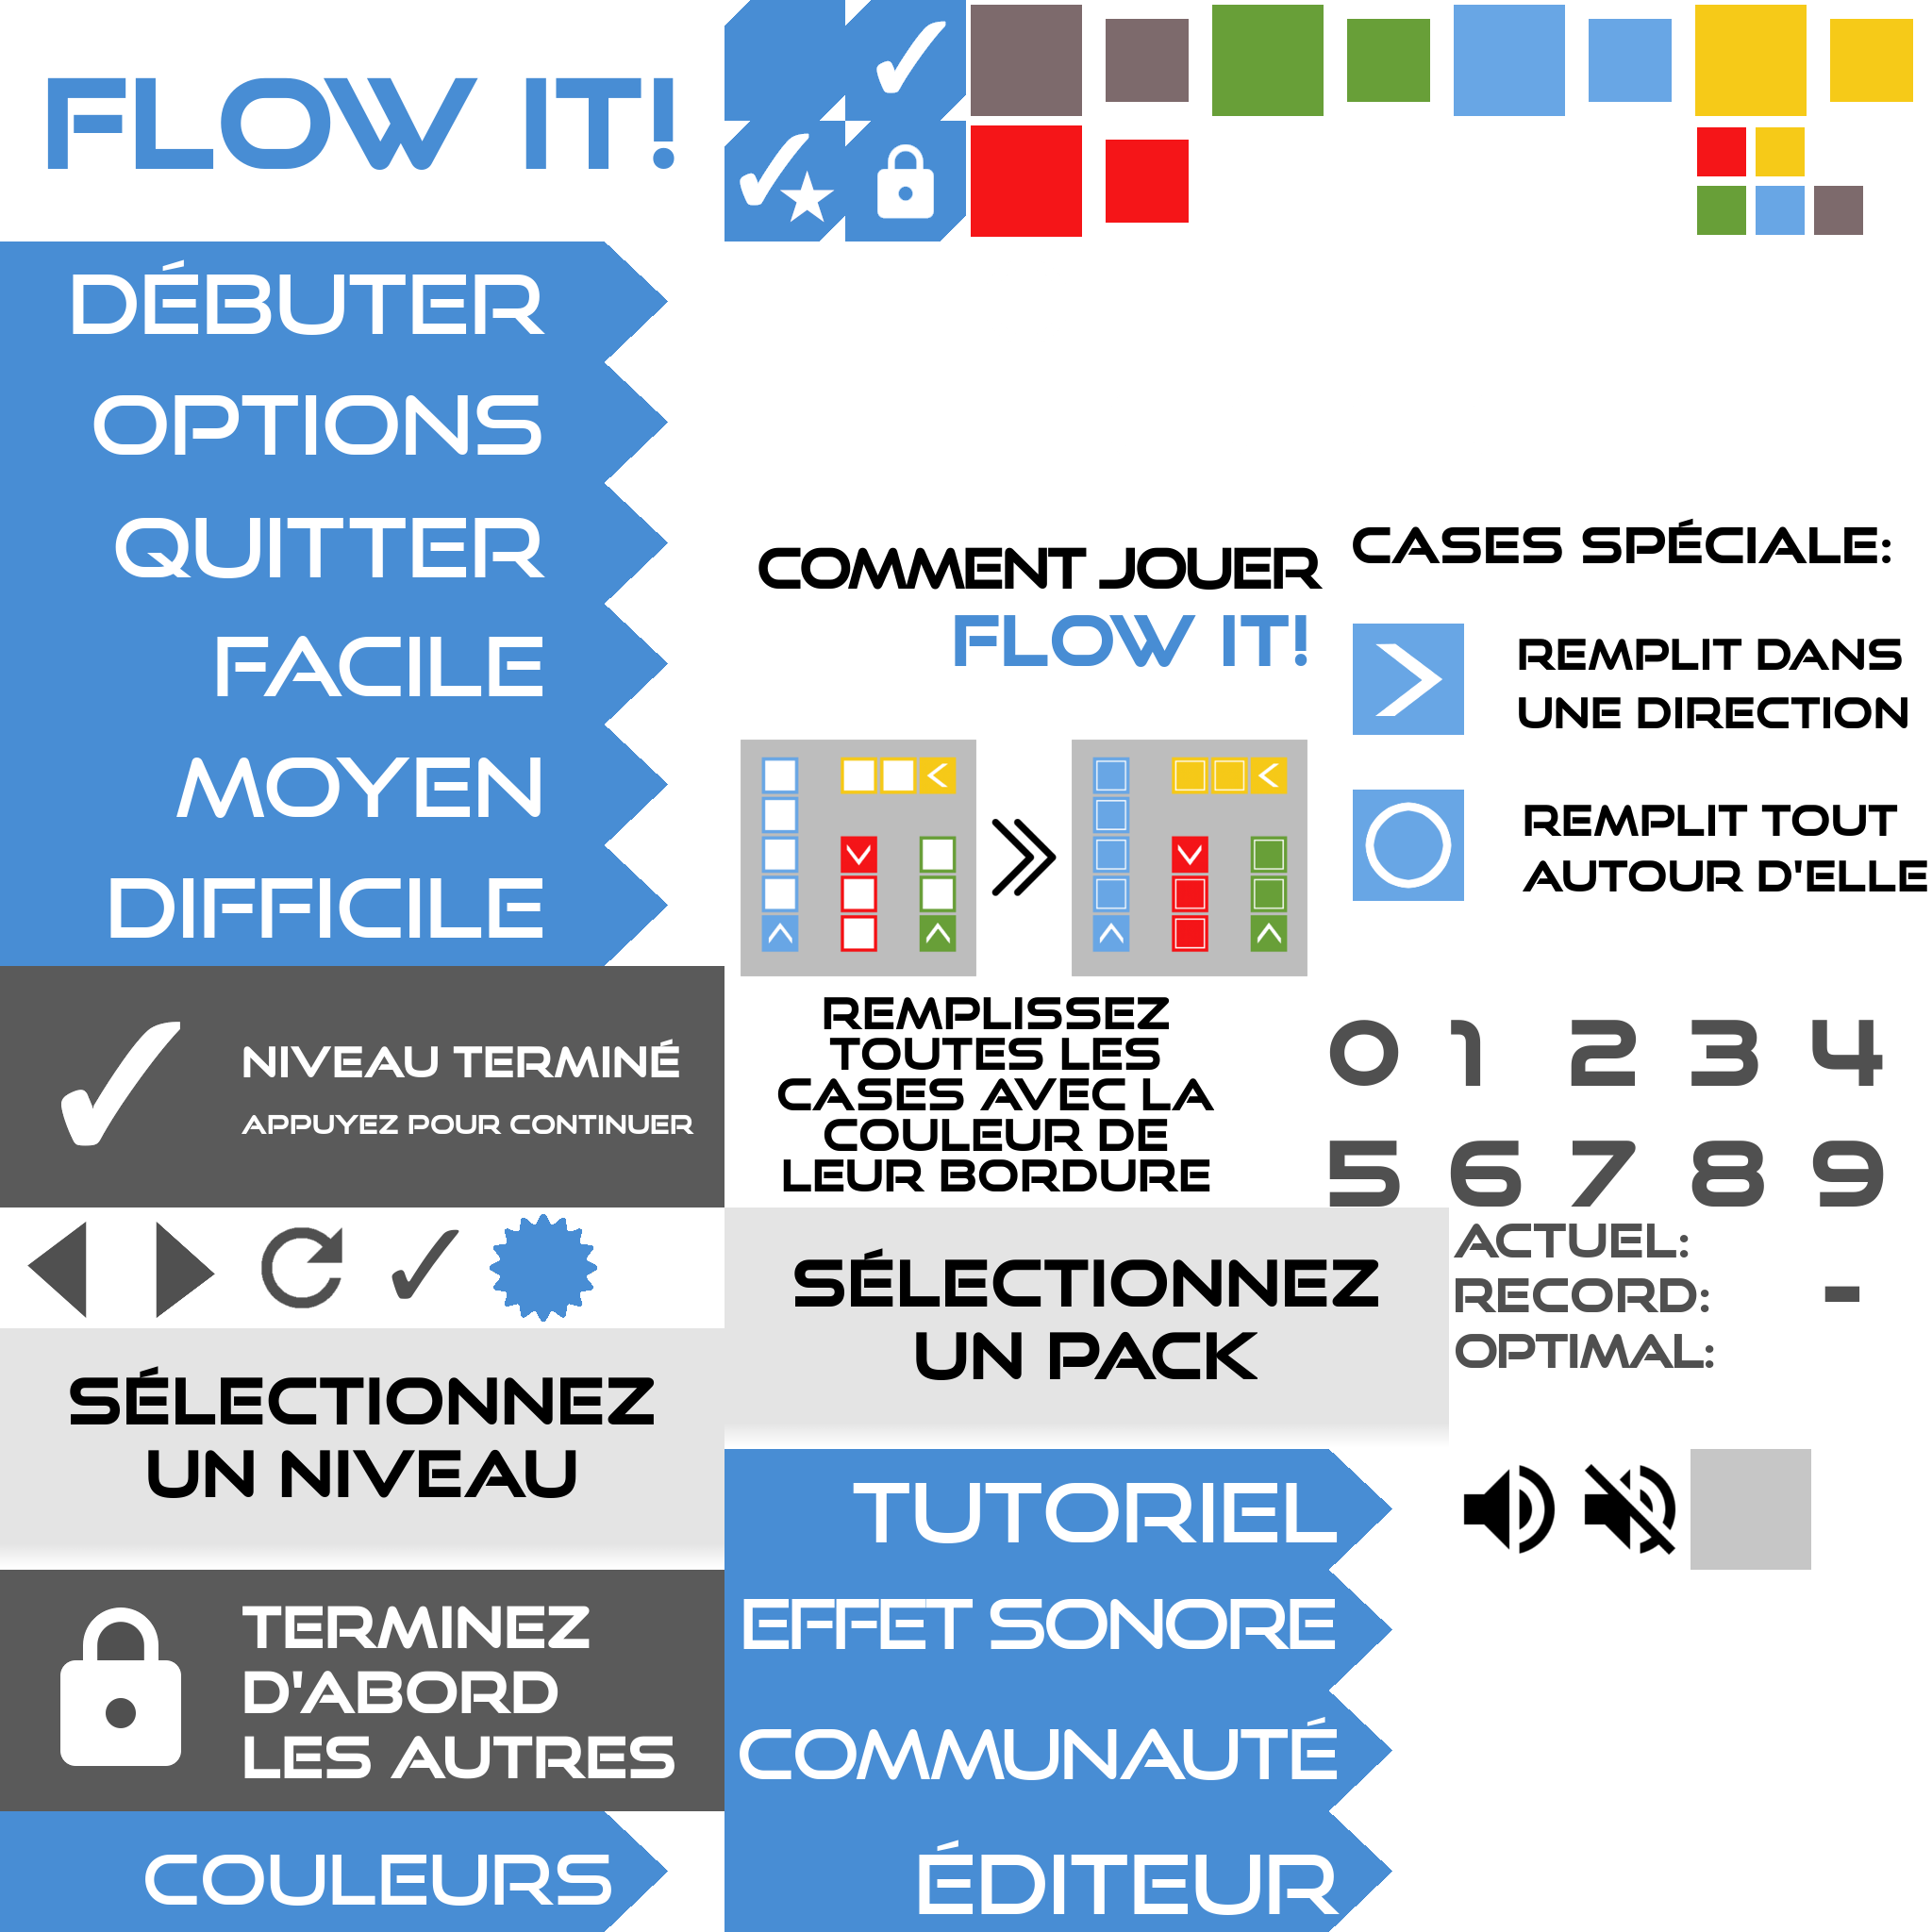 FLOW IT!
DÉBUTER
OPTIONS
QUITTER
FACILE
MOYEN
DIFFICILE
NIVEAU TERMINÉ
APPUYEZ POUR CONTINUER
SÉLECTIONNEZ
UN NIVEAU
TERMINEZ
D'ABORD
LES AUTRES
COULEURS
COMMENT JOUER
FLOW IT!
REMPLISSEZ
TOUTES LES
CASES AVEC LA
COULEUR DE
LEUR BORDURE
SÉLECTIONNEZ
UN PACK
TUTORIEL
EFFET SONORE
COMMUNAUTÉ
ÉDITEUR
CASES SPÉCIALE:
REMPLIT DANS
UNE DIRECTION
REMPLIT TOUT
AUTOUR D'ELLE
0 1 2 3 4
5 6 7 8 9
ACTUEL:
RECORD: -
OPTIMAL: